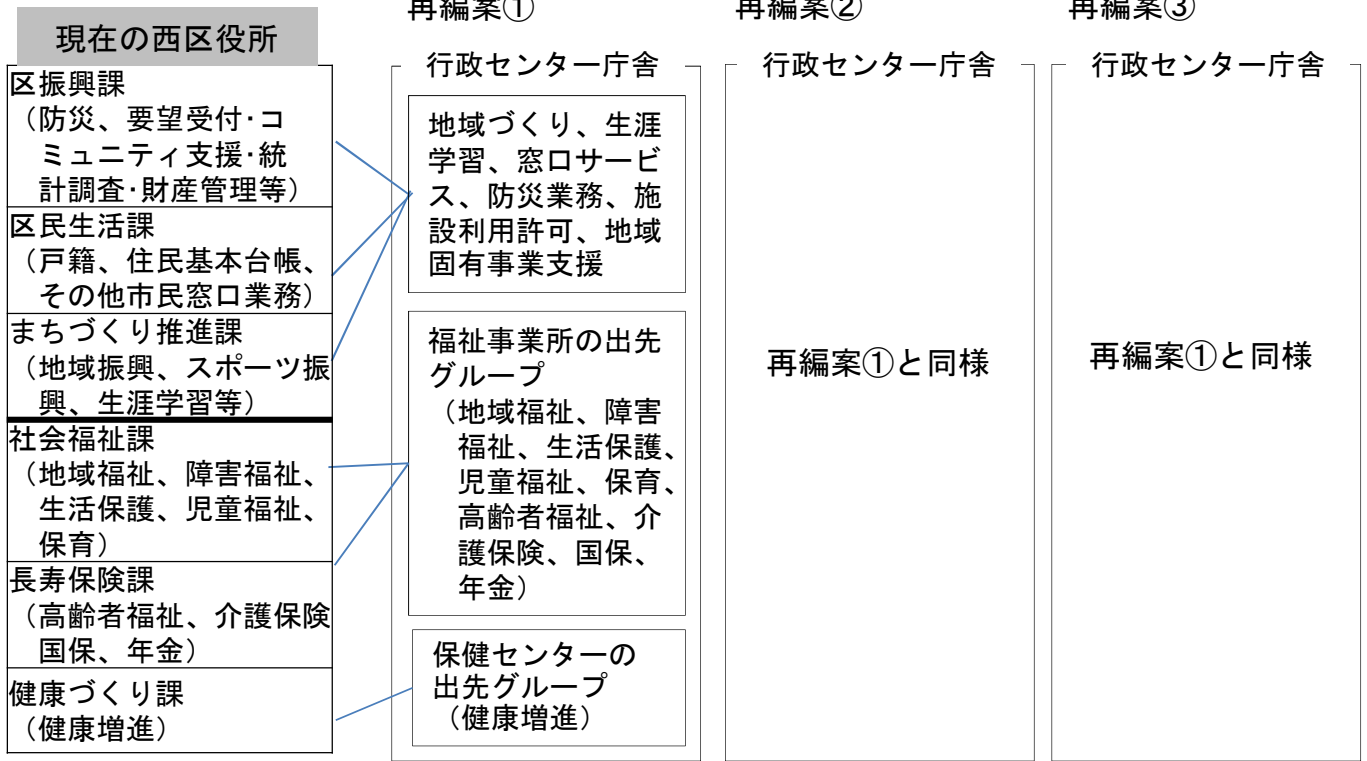 再編案①
再編案②
再編案③
現在の西区役所
区振興課
（防災、要望受付・コ
ミュニティ支援・統
計調査・財産管理等）
区民生活課
（戸籍、住民基本台帳、
その他市民窓口業務）
まちづくり推進課
（地域振興、スポーツ振
興、生涯学習等）
社会福祉課
（地域福祉、障害福祉、
生活保護、児童福祉、
保育）
長寿保険課
（高齢者福祉、介護保険
国保、年金）
健康づくり課
（健康増進）
行政センター庁舎
地域づくり、生涯
学習、窓口サービ
ス、防災業務、施
設利用許可、地域
固有事業支援
福祉事業所の出先
グループ
（地域福祉、障害
福祉、生活保護、
児童福祉、保育、
高齢者福祉、介
護保険、国保、
年金）
保健センターの
出先グループ
（健康増進）
行政センター庁舎
再編案①と同様
行政センター庁舎
再編案①と同様